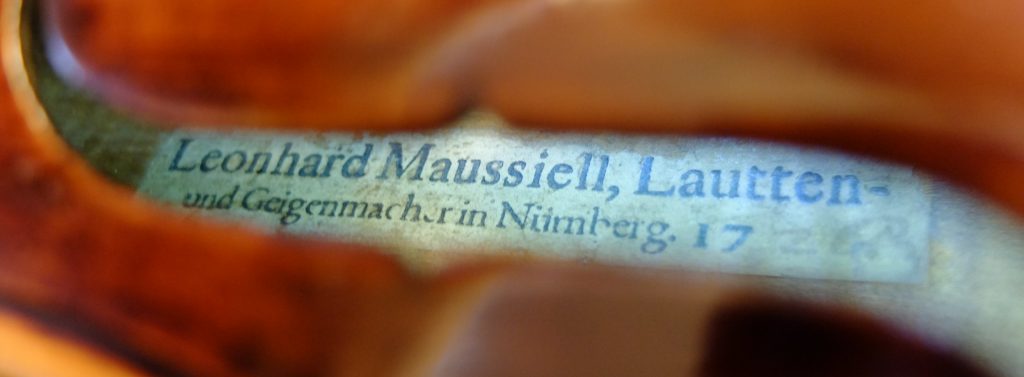 Leonhard Maussiell, Lautten-
und Geigenmacher in Nürnberg. 17